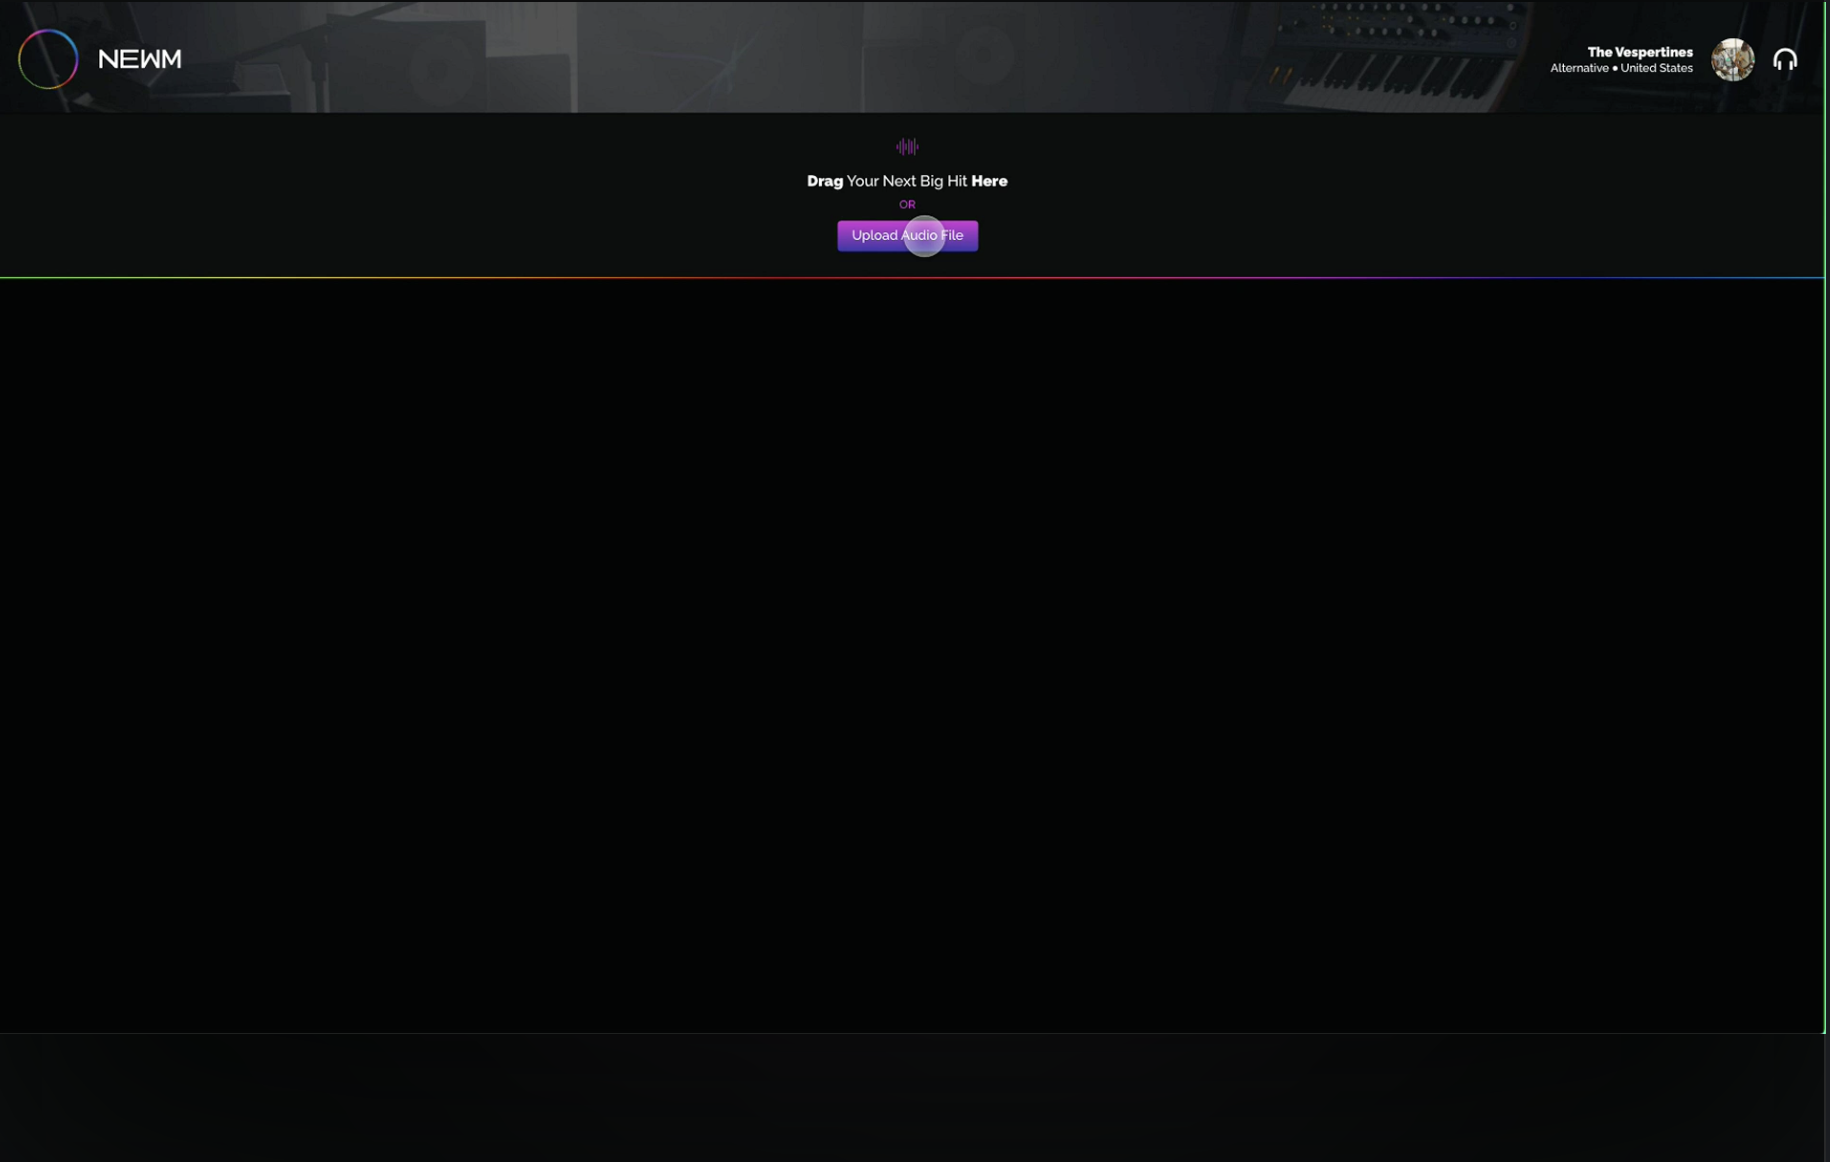 NEWM
The Vespertines
Alternative • United States
Drag Your Next Big Hit Here
OR
Upload Audio File